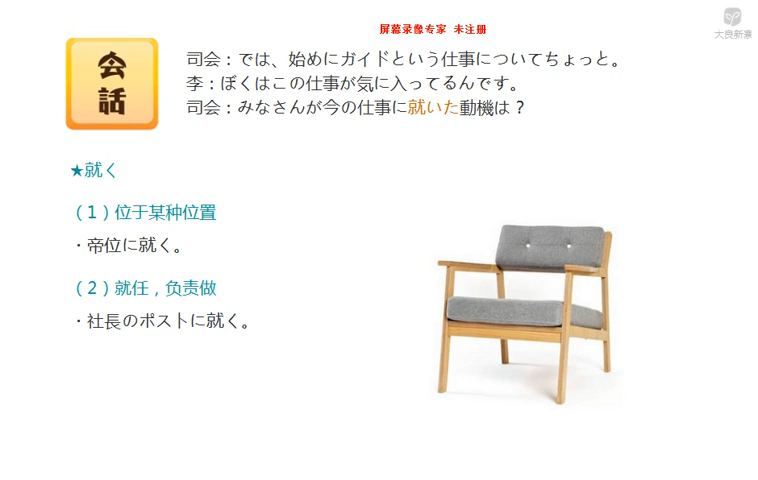 屏幕录像专家 未注册
大良新濠
会
話
司会：では、始めにガイドという仕事についてちょっと。
李：ぼくはこの仕事が気に入ってるんです。
司会：みなさんが今の仕事に就いた動機は？
★就く
（1）位于某种位置
・帝位に就く。
（2）就任，负责做
・社長のポストに就く。